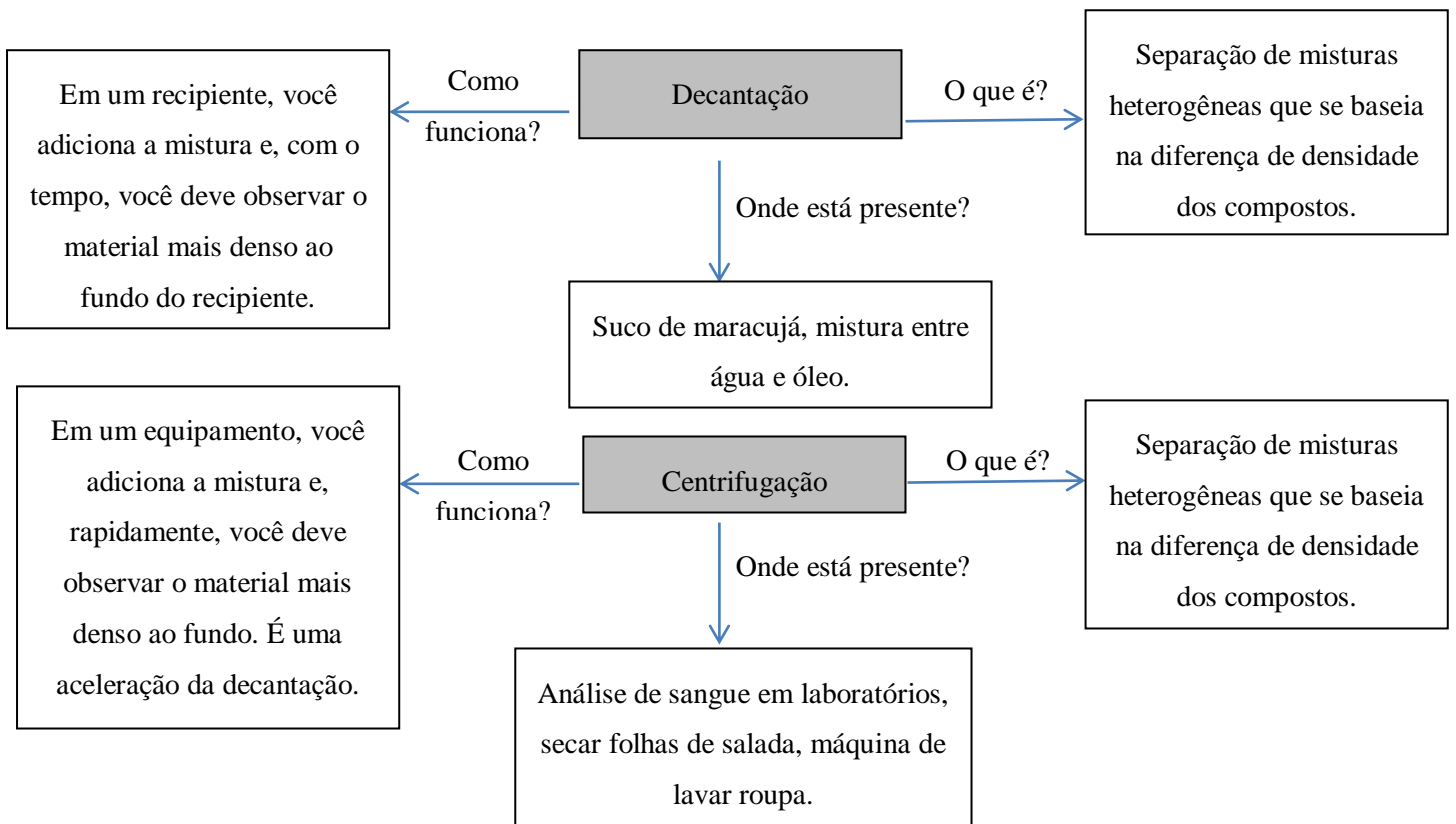 Decantação
Como
funciona?
Em um recipiente, você
adiciona a mistura e, com o
tempo, você deve observar o
material mais denso ao
fundo do recipiente.
O que é?
Separação de misturas
heterogêneas que se baseia
na diferença de densidade
dos compostos.
Onde está presente?
Suco de maracujá, mistura entre
água e óleo.
Centrifugação
Como
funciona?
Em um equipamento, você
adiciona a mistura e,
rapidamente, você deve
observar o material mais
denso ao fundo. É uma
aceleração da decantação.
O que é?
Separação de misturas
heterogêneas que se baseia
na diferença de densidade
dos compostos.
Onde está presente?
Análise de sangue em laboratórios,
secar folhas de salada, máquina de
lavar roupa.